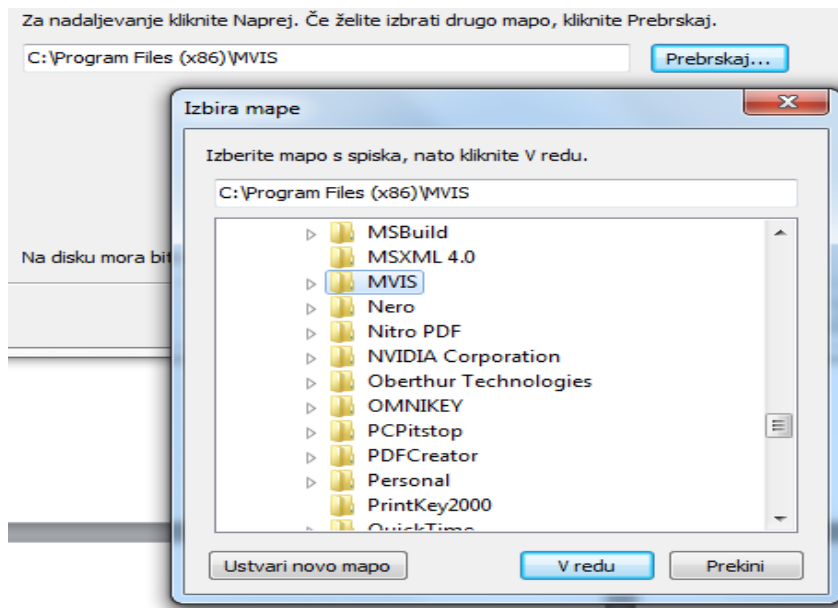 Za nadaljevanje kliknite Naprej. Če želite izbrati drugo mapo, kliknite Prebrskaj.
C:\Program Files (x86)\MVIS
Prebrskaj...
Izbira mape
Izberite mapo s spiska, nato kliknite V redu.
C:\Program Files (x86)\MVIS
MSBuild
MSXML 4.0
Na disku mora bit
MVIS
Nero
Nitro PDF
NVIDIA Corporation
Oberthur Technologies
OMNIKEY
PCPitstop
PDFCreator
Personal
PrintKey2000
QuickTime
Ustvari novo mapo
V redu
Prekini